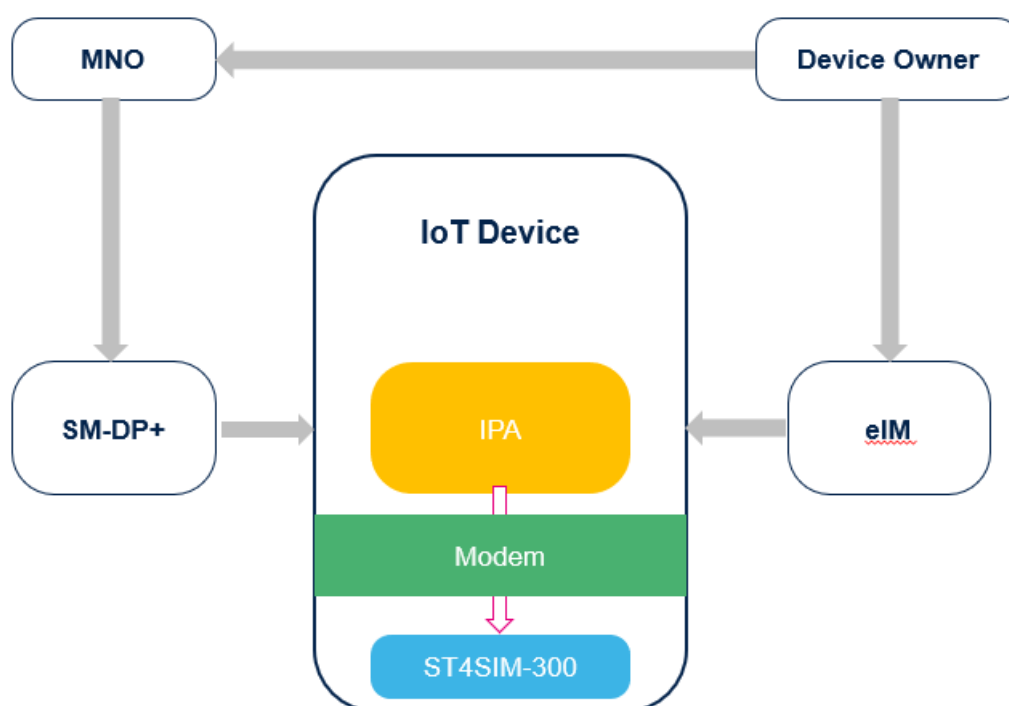 MNO
Device Owner
IoT Device
SM-DP+
IPA
eIM
Modem
ST4SIM-300